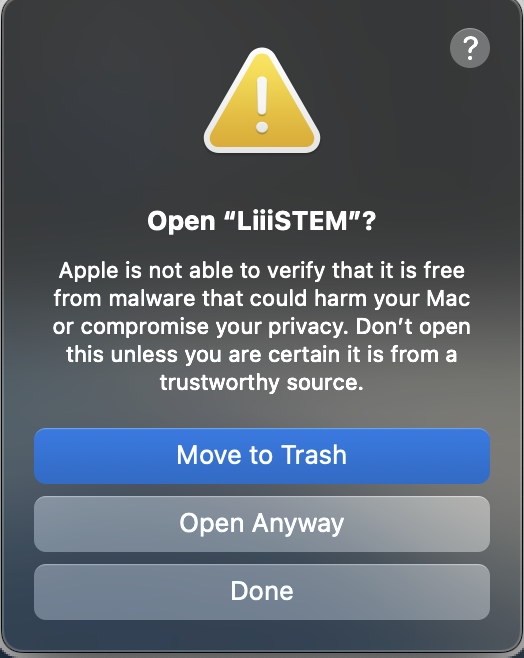 ?
Open “LiiiSTEM”?
Apple is not able to verify that it is free
from malware that could harm your Mac
or compromise your privacy. Don’t open
this unless you are certain it is from a
trustworthy source.
Move to Trash
Open Anyway
Done